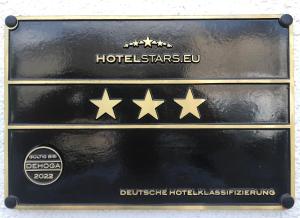 HOTELSTARS.EU
GÜLTIG BIS
DEHOGA
2022
DEUTSCHE HOTELKLASSIFIZIERUNG